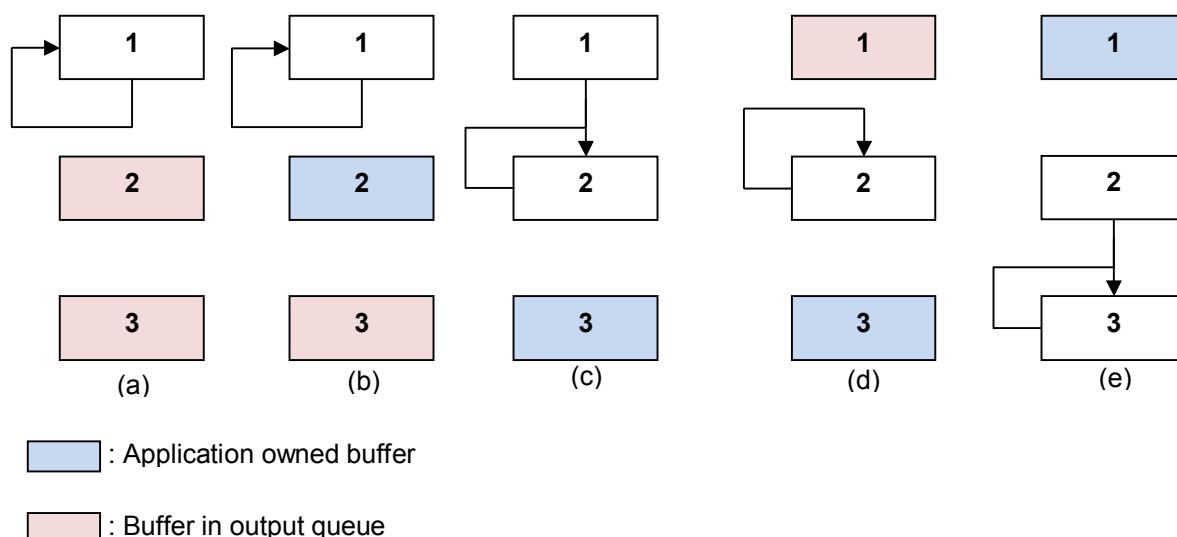 1 1 1 1 1
2 2 2 2 2
3 3 3 3 3
(a) (b) (c) (d) (e)
: Application owned buffer
: Buffer in output queue